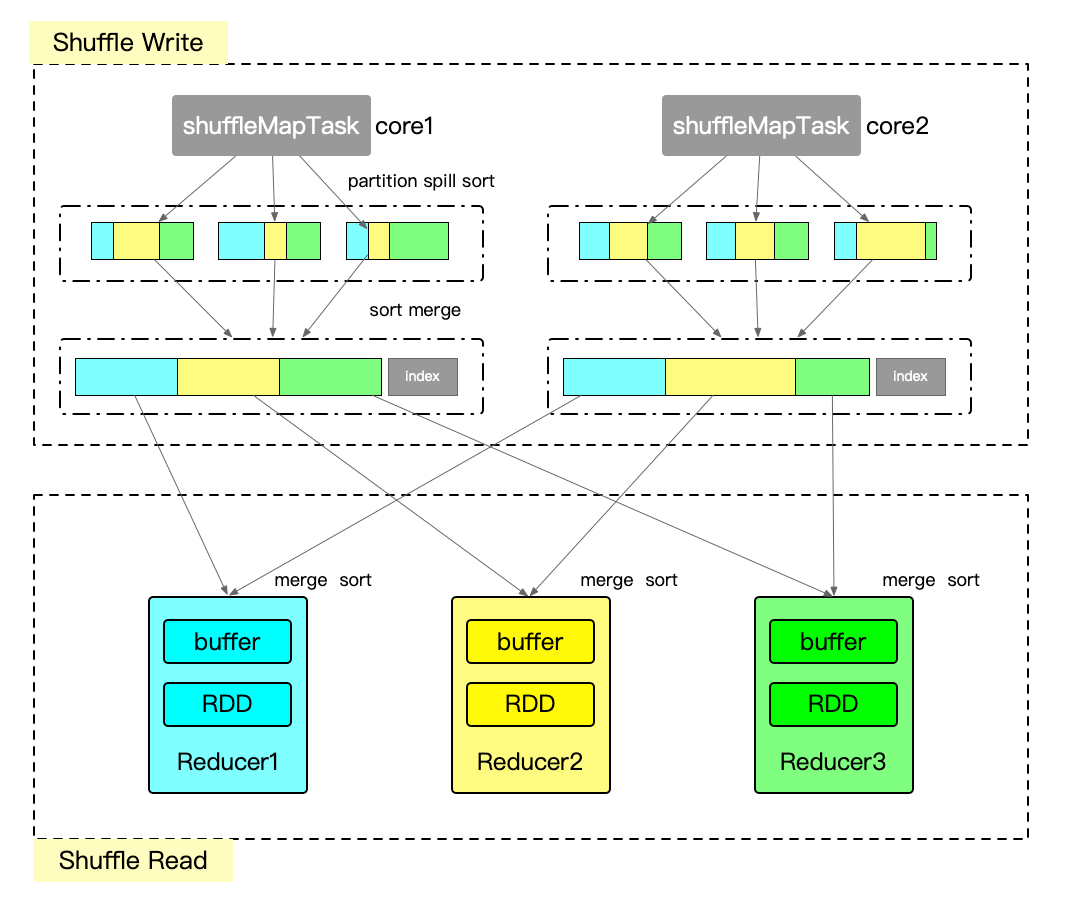 Shuffle Write
shuffleMapTask
core1
shuffleMapTask
core2
partition spill sort
sort merge
index
index
merge sort
merge sort
merge sort
buffer
buffer
buffer
RDD
RDD
RDD
Reducer1
Reducer2
Reducer3
Shuffle Read